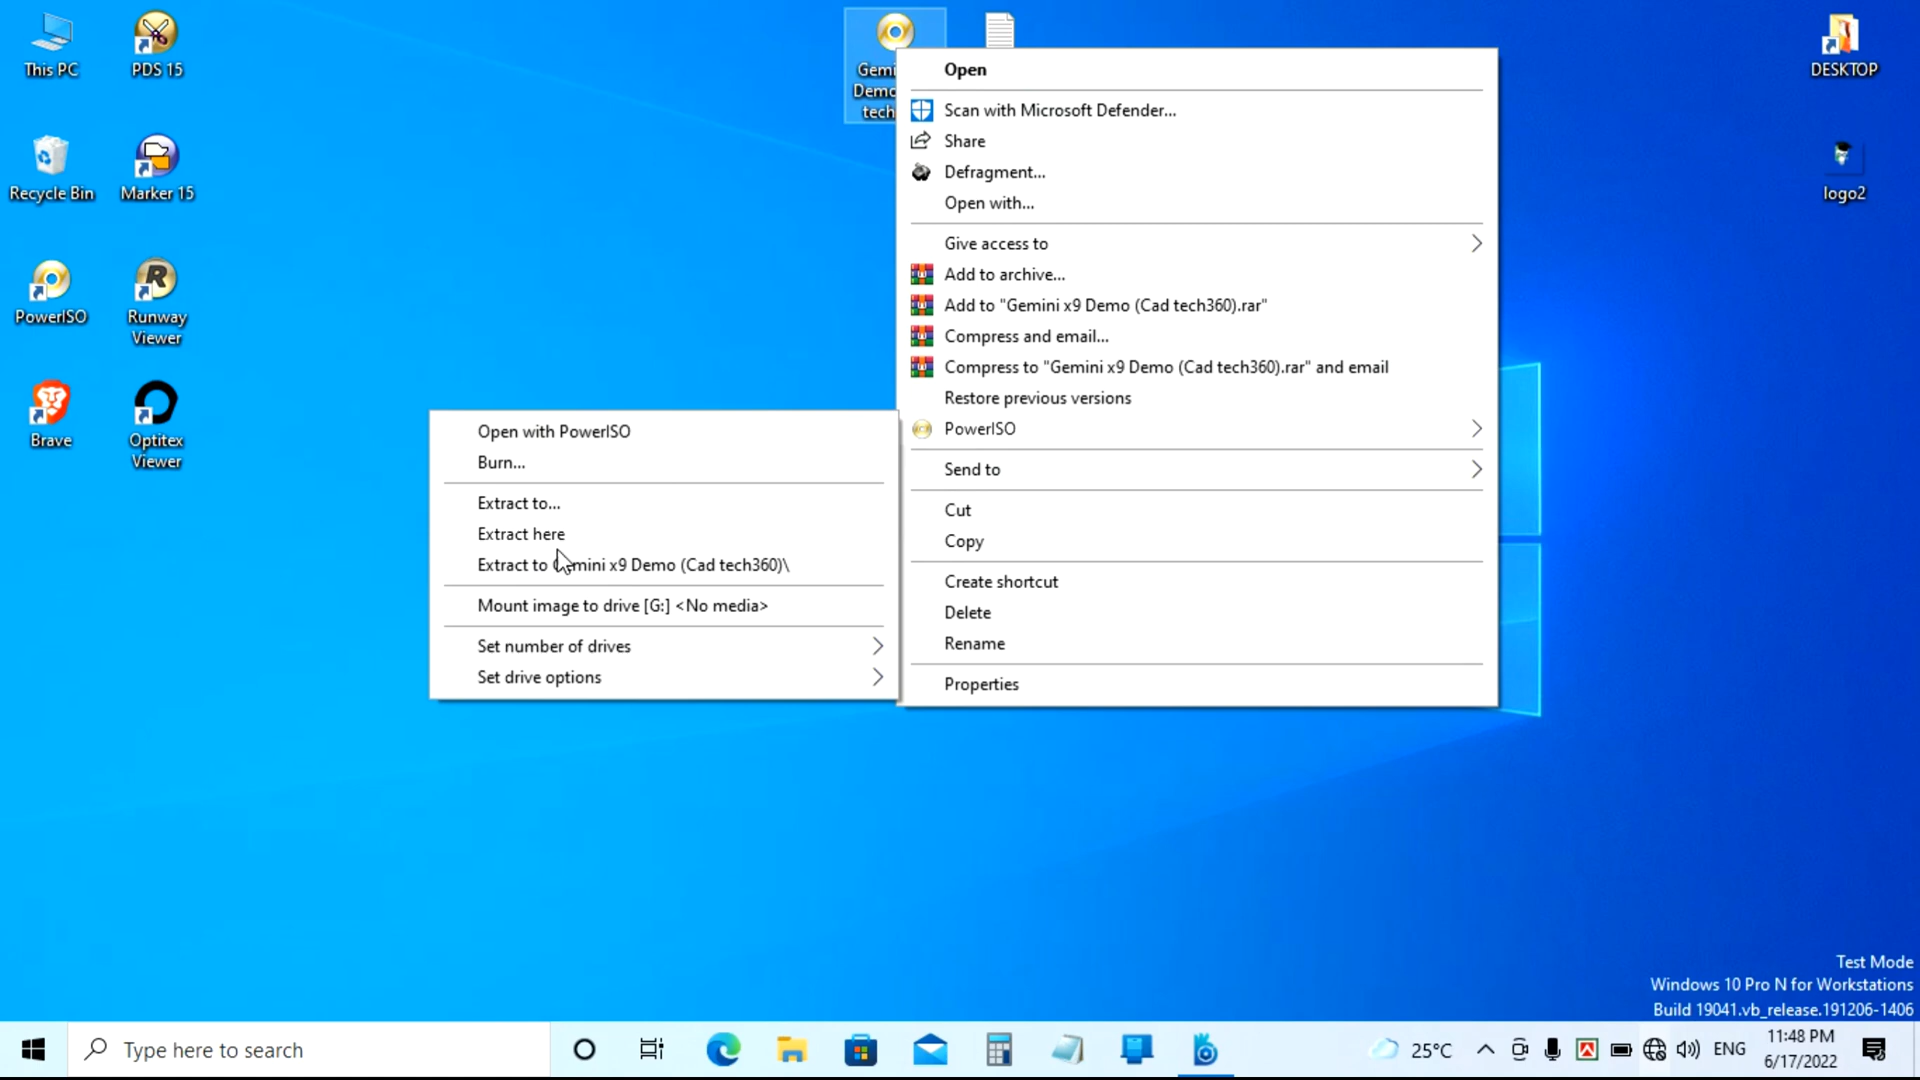 This PC
PDS 15
Recycle Bin
Marker 15
PowerISO
Runway
Viewer
Brave
Optitex
Viewer
DESKTOP
logo2
Open
Scan with Microsoft Defender...
Share
Defragment...
Open with...
Give access to
Add to archive...
Add to "Gemini x9 Demo (Cad tech360).rar"
Compress and email...
Compress to "Gemini x9 Demo (Cad tech360).rar" and email
Restore previous versions
PowerISO
Send to
Cut
Copy
Create shortcut
Delete
Rename
Properties
Open with PowerISO
Burn...
Extract to...
Extract here
Extract to Gemini x9 Demo (Cad tech360)\
Mount image to drive [G:] <No media>
Set number of drives
Set drive options
Test Mode
Windows 10 Pro N for Workstations
Build 19041.vb_release.191206-1406
Type here to search
25°C
ENG
11:48 PM
6/17/2022